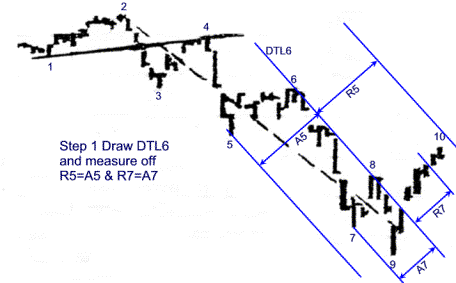 2
4
DTL6
1
3
6
R5
Step 1 Draw DTL6
and measure off
R5=A5 & R7=A7
5
A5
10
8
R7
7
9
A7